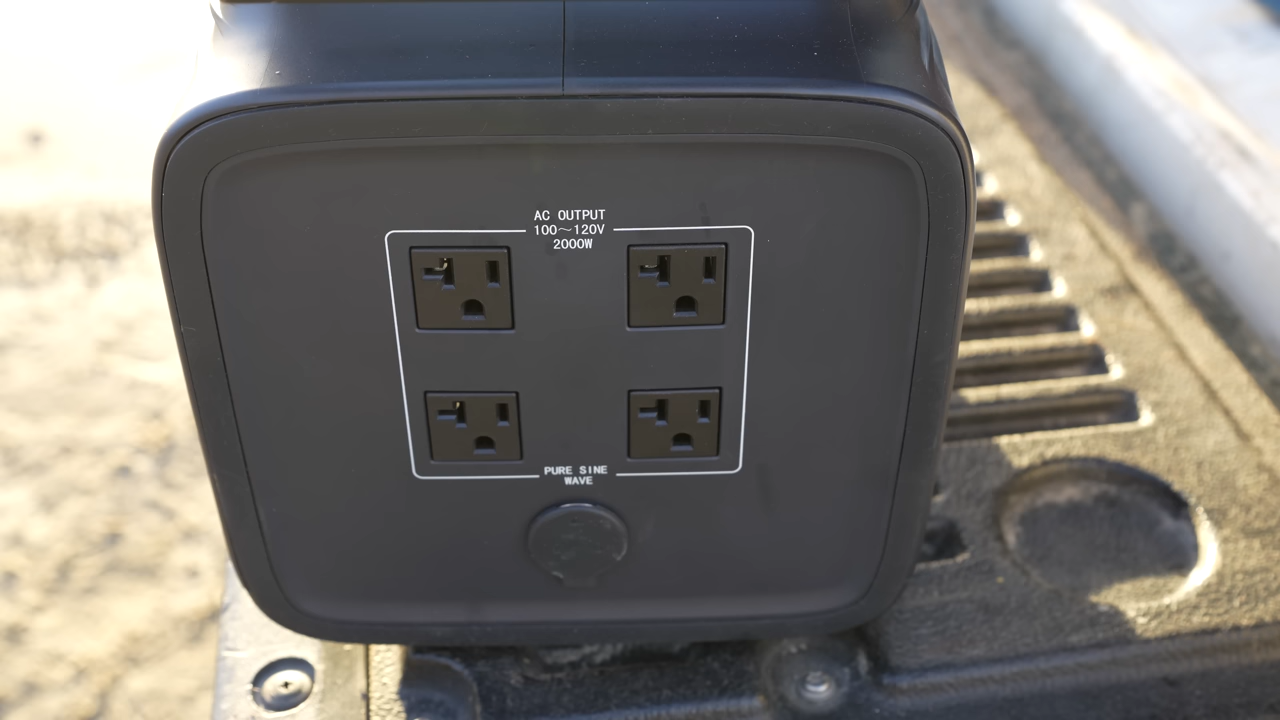 AC OUTPUT
100～120V
2000W
PURE SINE
WAVE